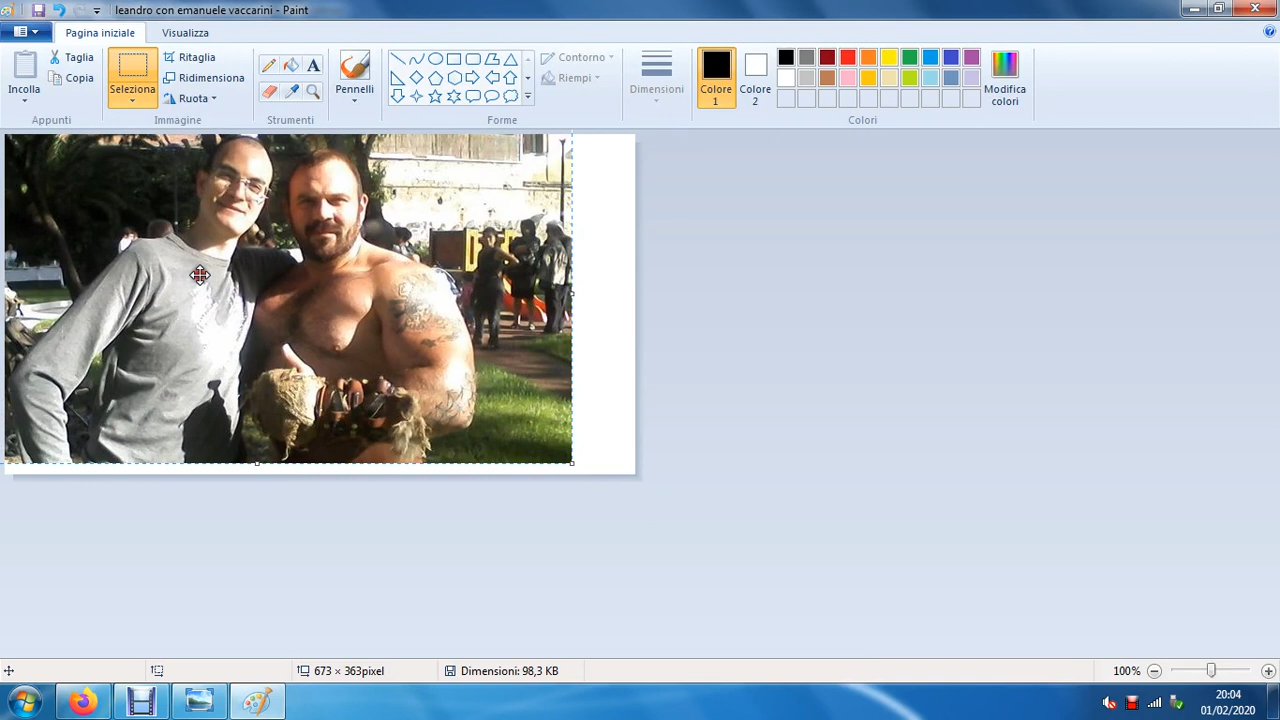 leandro con emanuele vaccarini - Paint
Pagina iniziale
Visualizza
Incolla
Taglia
Copia
Appunti
Seleziona
Ritaglia
Ridimensiona
Ruota
Immagine
A
Strumenti
Pennelli
Contorno
Riempi
Forme
Dimensioni
Colore
1
Colore
2
Modifica
colori
Colori
673 × 363pixel
Dimensioni: 98,3 KB
100%
20:04
01/02/2020